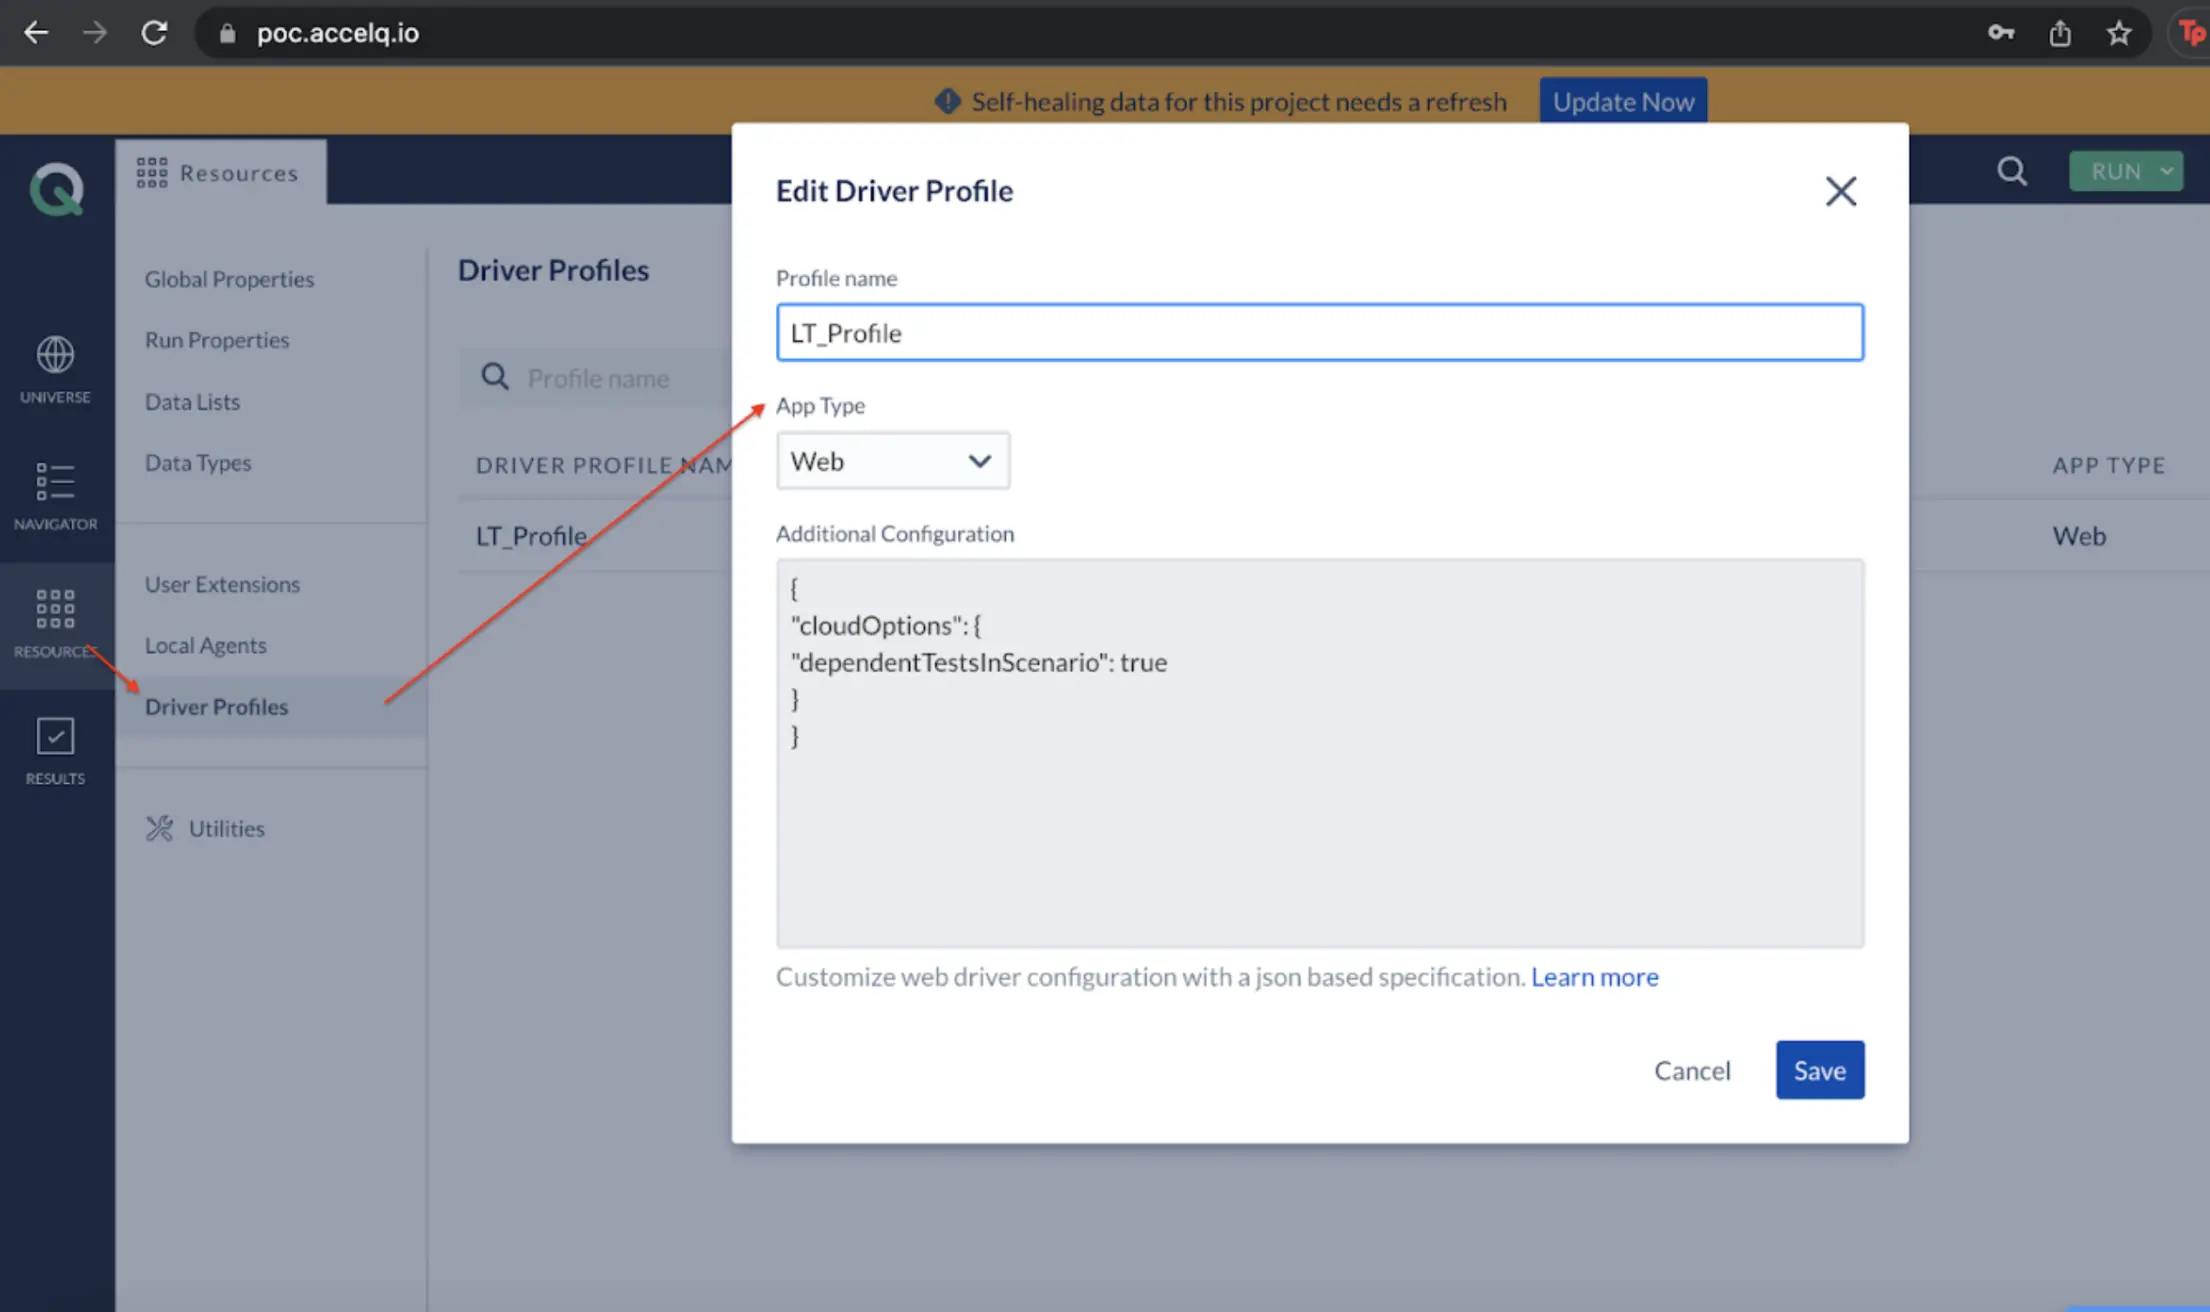 poc.accelq.io
Tp
Self-healing data for this project needs a refresh
Update Now
Resources
RUN
UNIVERSE
NAVIGATOR
RESOURCES
RESULTS
Global Properties
Run Properties
Data Lists
Data Types
User Extensions
Local Agents
Driver Profiles
Utilities
Driver Profiles
Profile name
DRIVER PROFILE NAM
APP TYPE
LT_Profile
Web
Edit Driver Profile
Profile name
LT_Profile
App Type
Web
Additional Configuration
{
"cloudOptions": {
"dependentTestsInScenario": true
}
}
Customize web driver configuration with a json based specification. Learn more
Cancel
Save